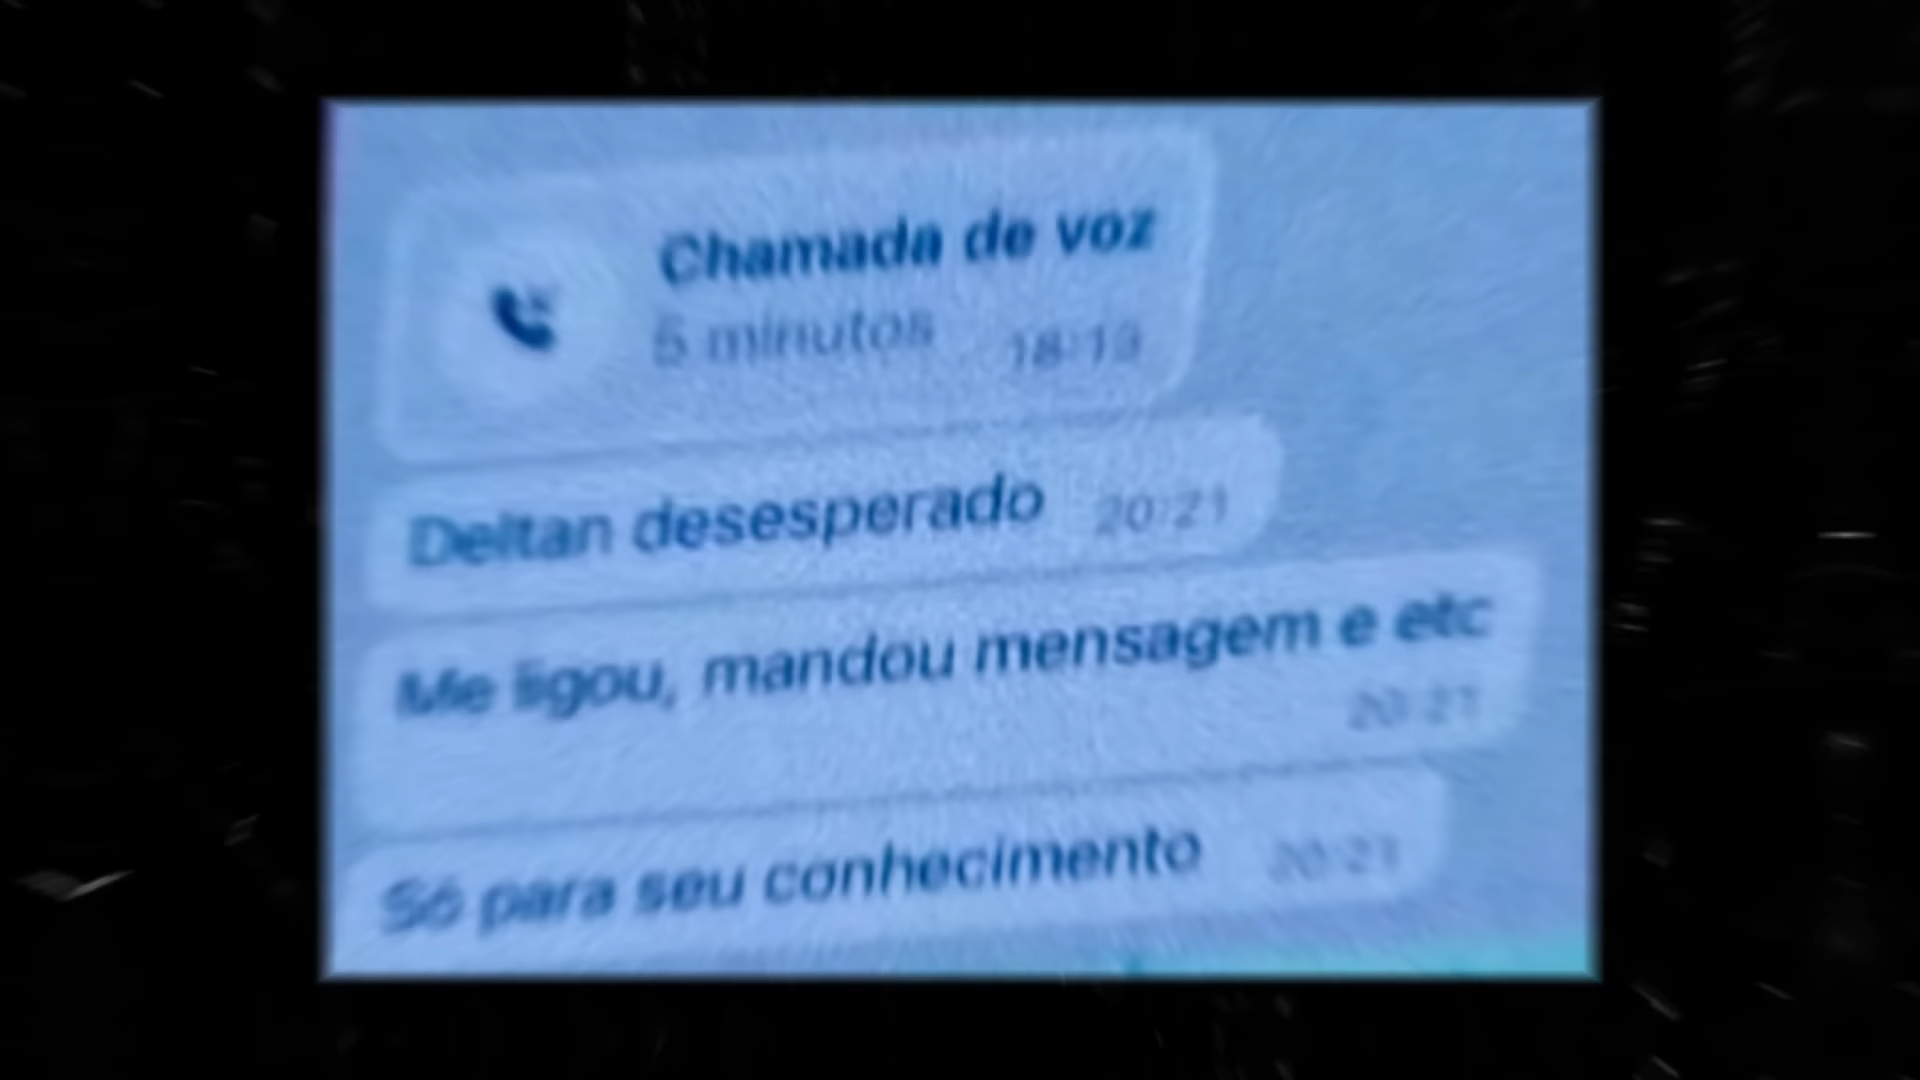 Chamada de voz
5 minutos 18:13
Deltan desesperado 20:21
Me ligou, mandou mensagem e etc
20:21
Só para seu conhecimento 20:21